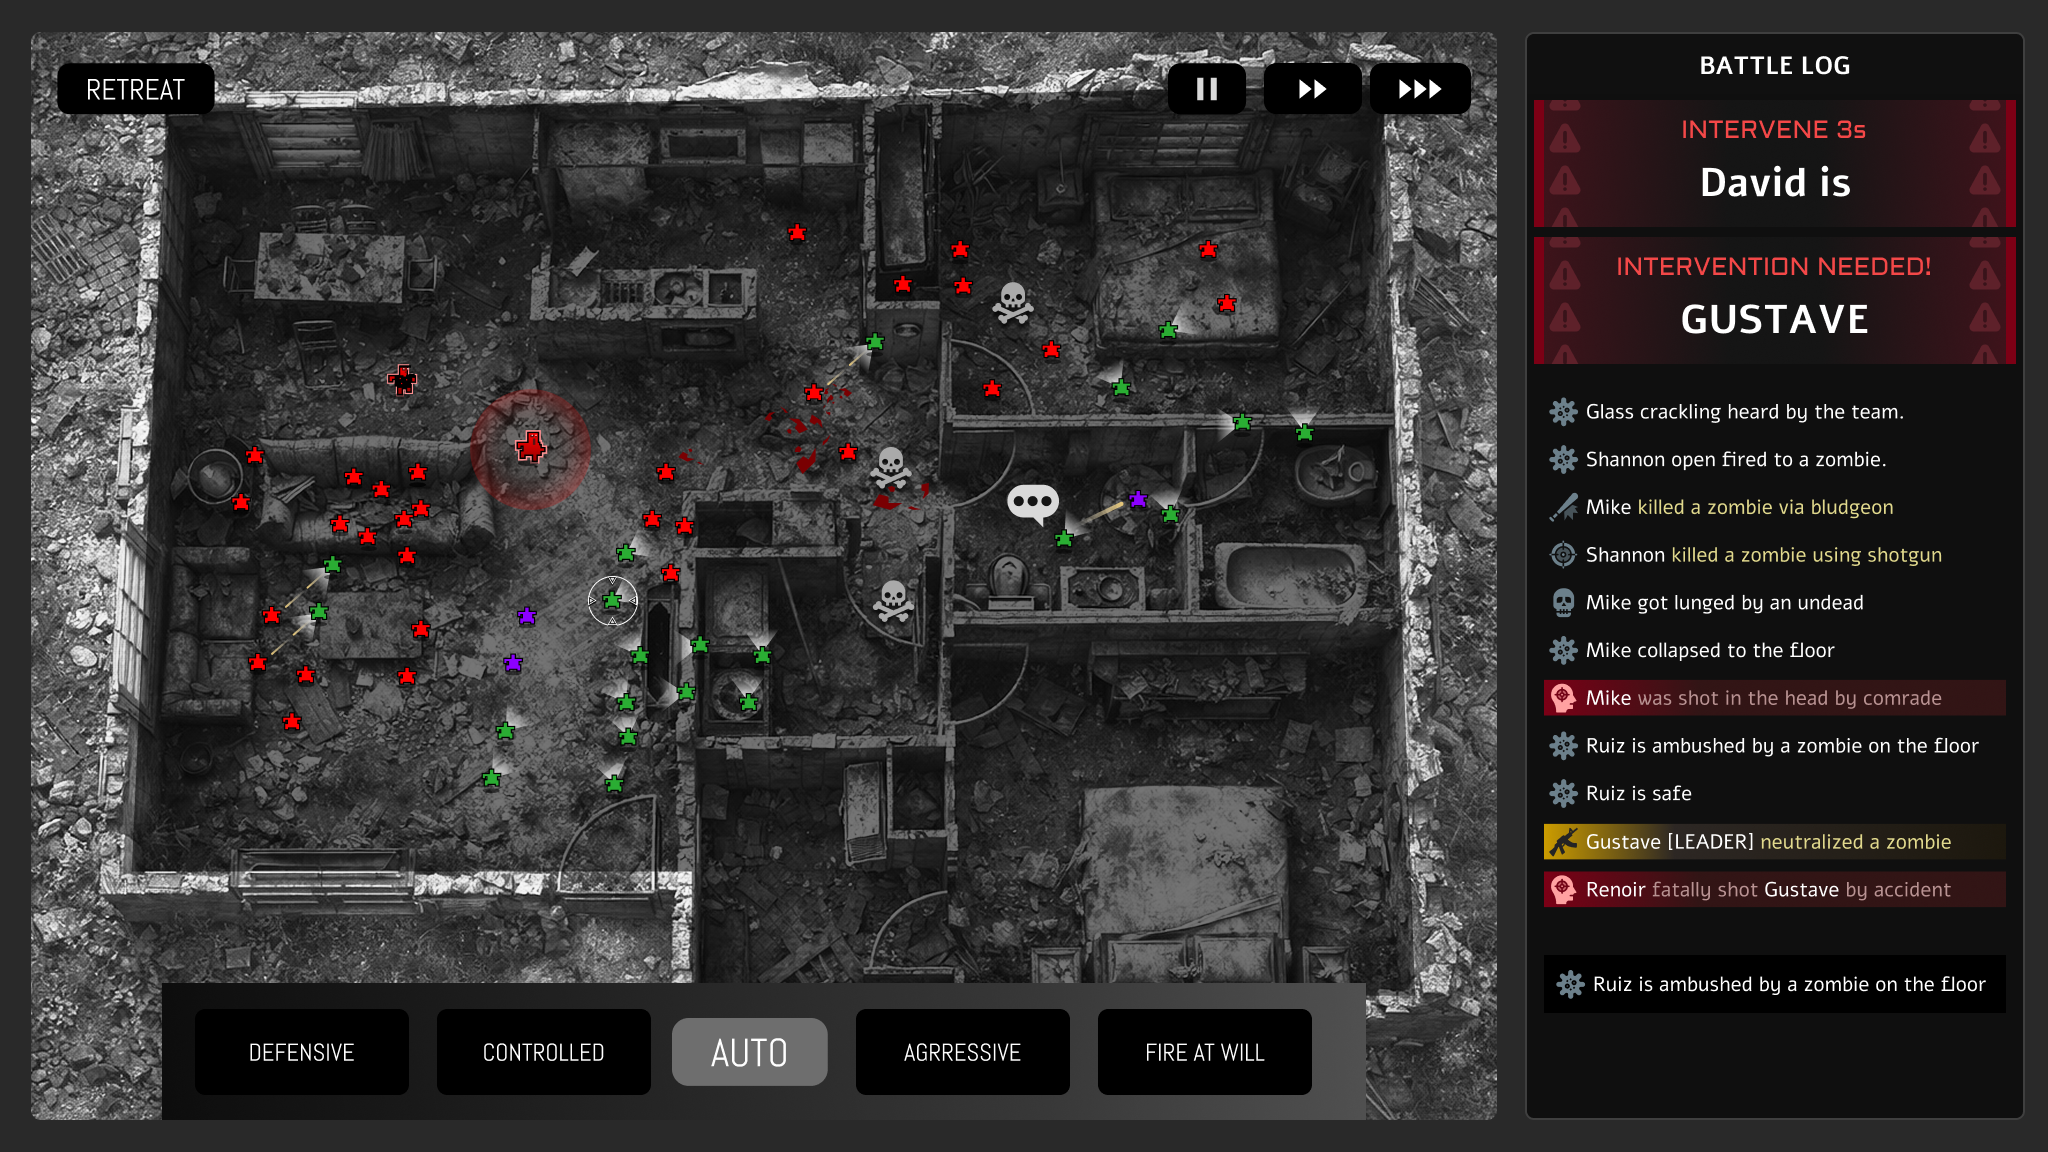 RETREAT
BATTLE LOG
INTERVENE 3s
David is
INTERVENTION NEEDED!
GUSTAVE
Glass crackling heard by the team.
Shannon open fired to a zombie.
Mike killed a zombie via bludgeon
Shannon killed a zombie using shotgun
Mike got lunged by an undead
Mike collapsed to the floor
Mike was shot in the head by comrade
Ruiz is ambushed by a zombie on the floor
Ruiz is safe
Gustave [LEADER] neutralized a zombie
Renoir fatally shot Gustave by accident
Ruiz is ambushed by a zombie on the floor
DEFENSIVE
CONTROLLED
AUTO
AGRRESSIVE
FIRE AT WILL